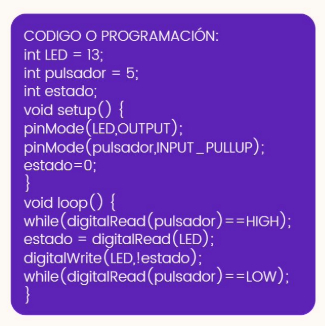 CODIGO O PROGRAMACIÓN:
int LED = 13;
int pulsador = 5;
int estado;
void setup() {
pinMode(LED,OUTPUT);
pinMode(pulsador,INPUT_PULLUP);
estado=0;
}
void loop() {
while(digitalRead(pulsador)==HIGH);
estado = digitalRead(LED);
digitalWrite(LED,!estado);
while(digitalRead(pulsador)==LOW);
}